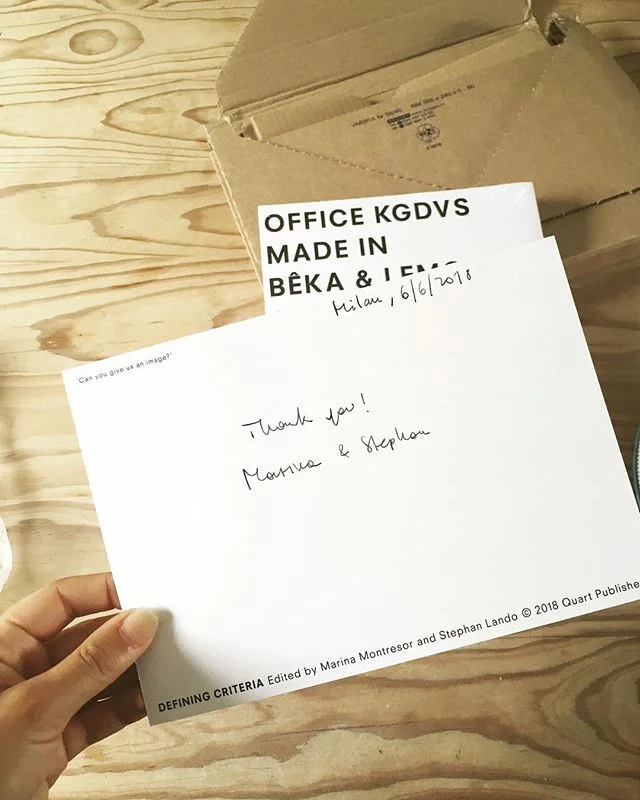 OFFICE KGDVS
MADE IN
BÊKA &
Milan, 6/6/2018
'Can you give us an image?'
Thank you!
Marina & Stephan
DEFINING CRITERIA Edited by Marina Montresor and Stephan Lando © 2018 Quart Publishe